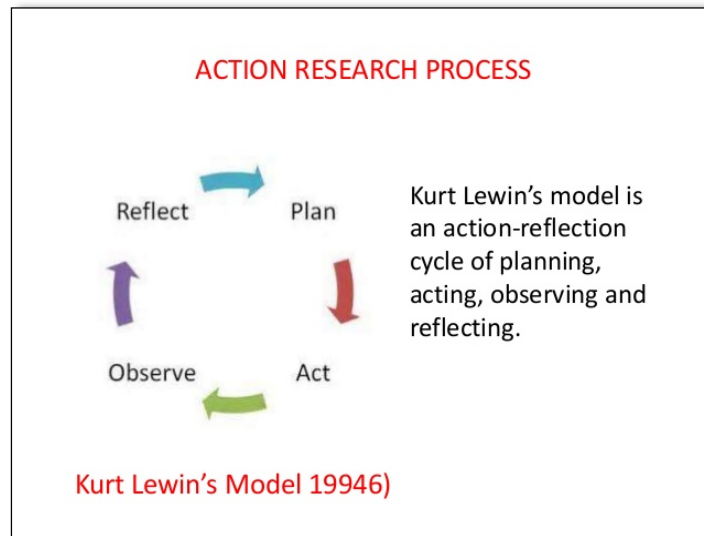 ACTION RESEARCH PROCESS
Reflect
Plan
Observe
Act
Kurt Lewin’s model is
an action-reflection
cycle of planning,
acting, observing and
reflecting.
Kurt Lewin’s Model 19946)